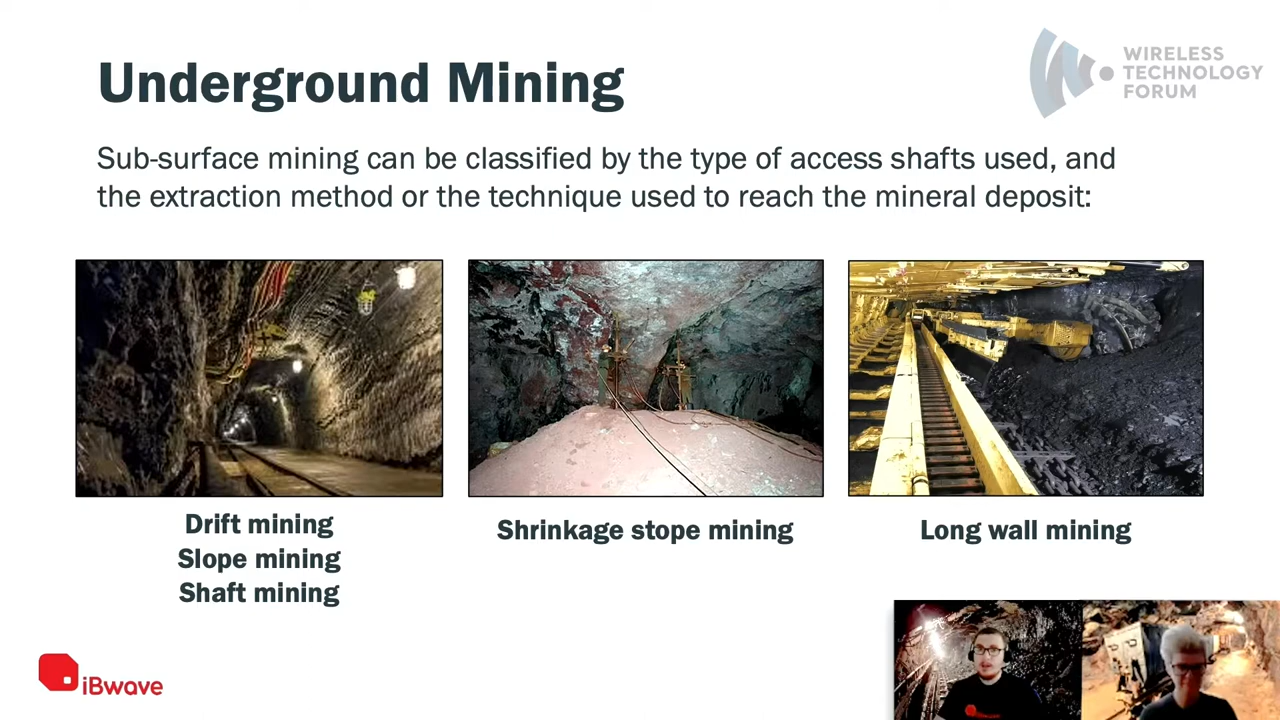 Underground Mining
WIRELESS
TECHNOLOGY
FORUM
Sub-surface mining can be classified by the type of access shafts used, and
the extraction method or the technique used to reach the mineral deposit:
Drift mining
Slope mining
Shaft mining
Shrinkage stope mining
Long wall mining
iBwave